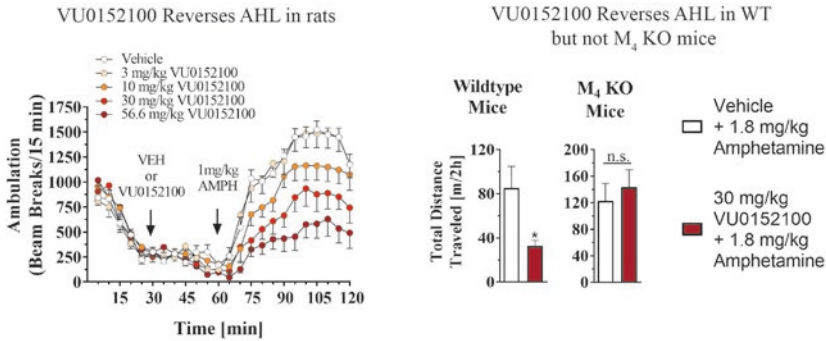 VU0152100 Reverses AHL in rats
Vehicle
3 mg/kg VU0152100
10 mg/kg VU0152100
30 mg/kg VU0152100
56.6 mg/kg VU0152100
Ambulation
(Beam Breaks/15 min)
1750
1500
1250
1000
750
500
250
0
VEH
or
VU0152100
1mg/kg
AMPH
15
30
45
60
75
90
105
120
Time [min]
VU0152100 Reverses AHL in WT
but not M₄ KO mice
Wildtype
Mice
Total Distance
Traveled [m/2h]
120
80
40
0
*
M₄ KO
Mice
200
160
120
80
40
0
n.s.
Vehicle
+ 1.8 mg/kg
Amphetamine
30 mg/kg
VU0152100
+ 1.8 mg/kg
Amphetamine